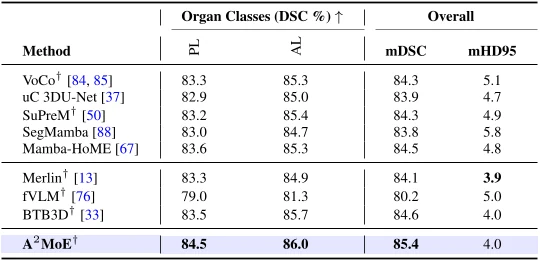 Organ Classes (DSC %) ↑ Overall
Method PL AL mDSC mHD95
VoCo† [84, 85] 83.3 85.3 84.3 5.1
uC 3DU-Net [37] 82.9 85.0 83.9 4.7
SuPreM† [50] 83.2 85.4 84.3 4.9
SegMamba [88] 83.0 84.7 83.8 5.8
Mamba-HoME [67] 83.6 85.3 84.5 4.8
Merlin† [13] 83.3 84.9 84.1 3.9
fVLM† [76] 79.0 81.3 80.2 5.0
BTB3D† [33] 83.5 85.7 84.6 4.0
A²MoE† 84.5 86.0 85.4 4.0